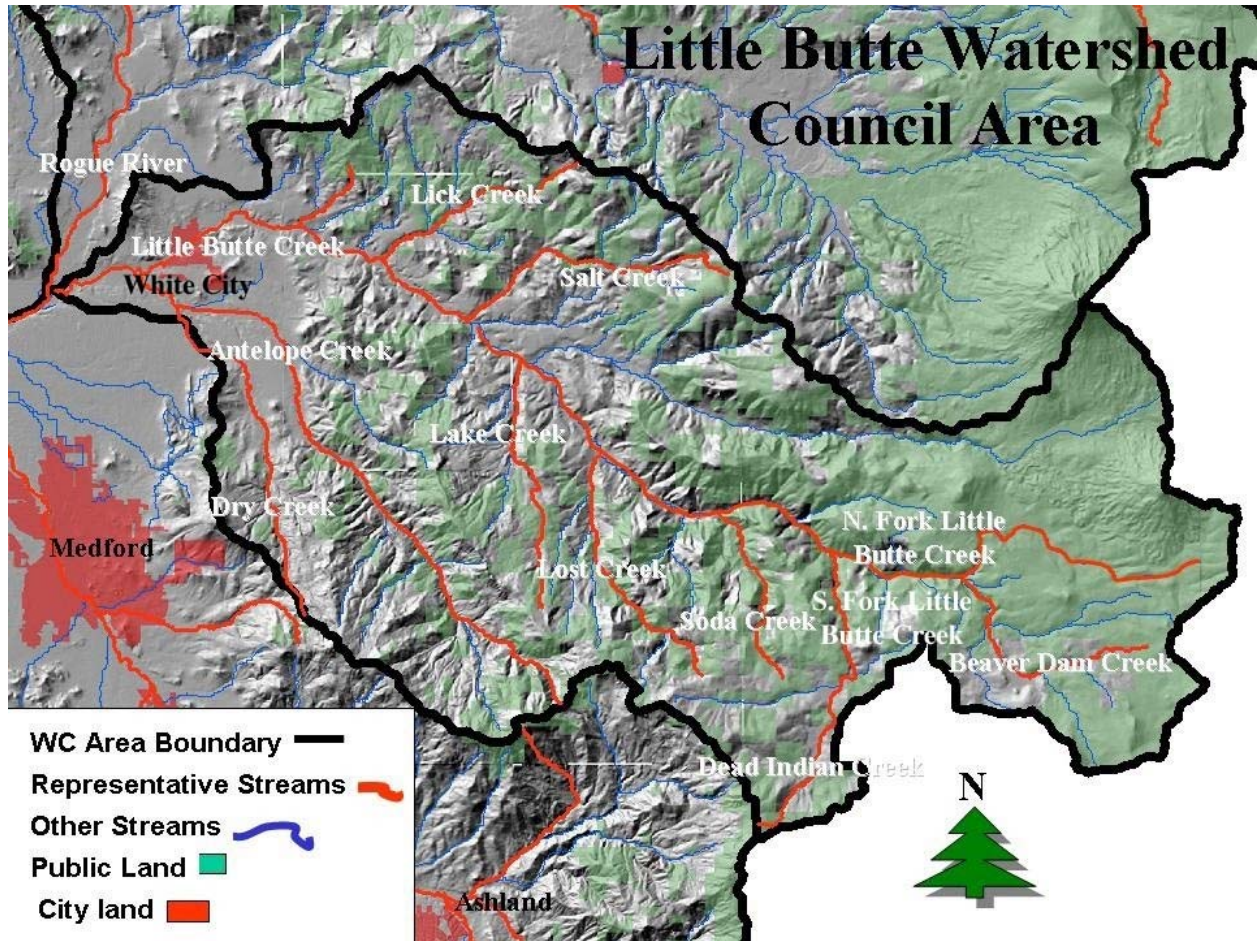 Little Butte Watershed
Council Area
Rogue River
Lick Creek
Little Butte Creek
White City
Salt Creek
Antelope Creek
Lake Creek
Dry Creek
Medford
N. Fork Little
Butte Creek
Lost Creek
S. Fork Little
Butte Creek
Soda Creek
Beaver Dam Creek
Dead Indian Creek
Ashland
WC Area Boundary
Representative Streams
Other Streams
Public Land
City land
N